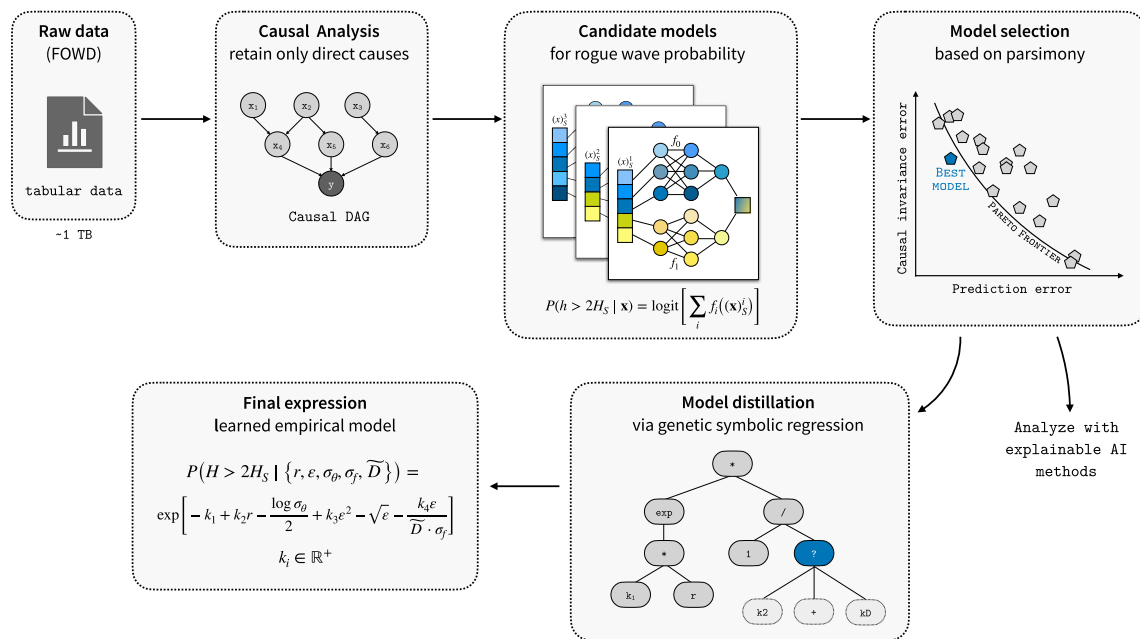 Raw data
(FOWD)
tabular data
~1 TB
Causal Analysis
retain only direct causes
x₁
x₂
x₃
x₄
x₅
x₆
y
Causal DAG
Candidate models
for rogue wave probability
(x)³_S
(x)²_S
(x)¹_S
f₀
f₁
P(h > 2H_S | x) = logit[∑_i f_i((x)^i_S)]
Model selection
based on parsimony
Causal invariance error
BEST
MODEL
PARETO FRONTIER
Prediction error
Analyze with
explainable AI
methods
Model distillation
via genetic symbolic regression
*
exp
/
*
1
?
k₁
r
k2
+
kD
Final expression
learned empirical model
P(H > 2H_S | {r, ε, σ_θ, σ_f, D̃}) =
exp[− k₁ + k₂r − log σ_θ / 2 + k₃ε² − √ε − k₄ε / (D̃ · σ_f)]
k_i ∈ ℝ⁺